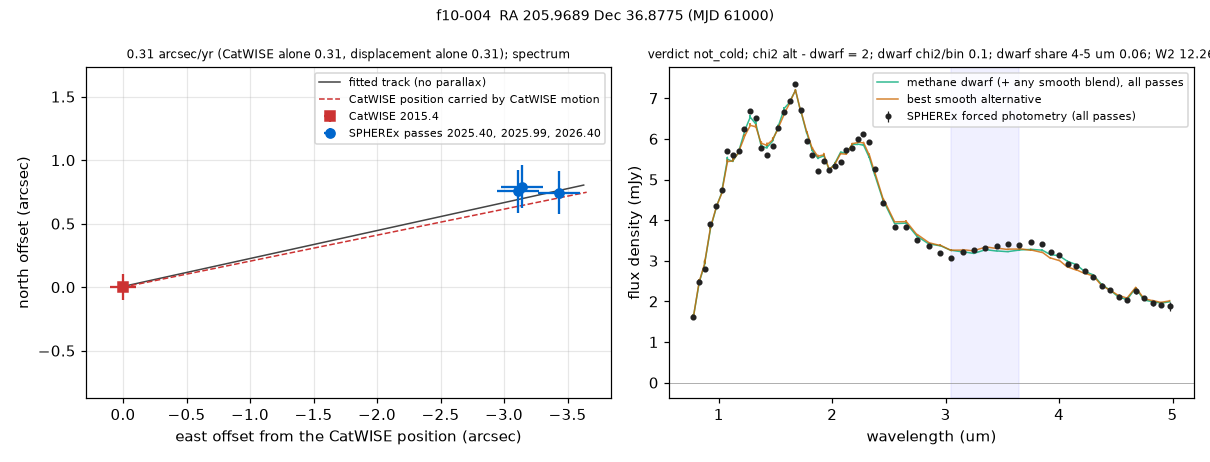 f10-004  RA 205.9689 Dec 36.8775 (MJD 61000)
0.31 arcsec/yr (CatWISE alone 0.31, displacement alone 0.31); spectrum
fitted track (no parallax)
CatWISE position carried by CatWISE motion
CatWISE 2015.4
SPHEREx passes 2025.40, 2025.99, 2026.40
1.5
1.0
0.5
0.0
−0.5
north offset (arcsec)
0.0
−0.5
−1.0
−1.5
−2.0
−2.5
−3.0
−3.5
east offset from the CatWISE position (arcsec)
verdict not_cold; chi2 alt - dwarf = 2; dwarf chi2/bin 0.1; dwarf share 4-5 um 0.06; W2 12.26
methane dwarf (+ any smooth blend), all passes
best smooth alternative
SPHEREx forced photometry (all passes)
7
6
5
4
3
2
1
0
flux density (mJy)
1
2
3
4
5
wavelength (um)